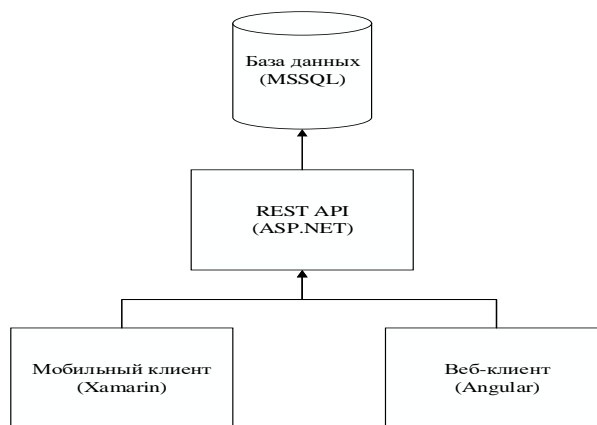 База данных
(MSSQL)
REST API
(ASP.NET)
Мобильный клиент
(Xamarin)
Веб-клиент
(Angular)